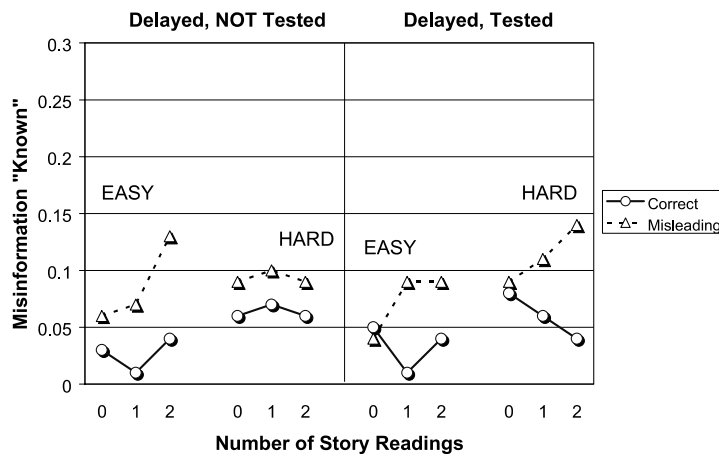 Delayed, NOT Tested
Delayed, Tested
0.3
0.25
0.2
0.15
0.1
0.05
0
Misinformation "Known"
EASY
HARD
EASY
HARD
Correct
Misleading
0 1 2 0 1 2 0 1 2 0 1 2
Number of Story Readings